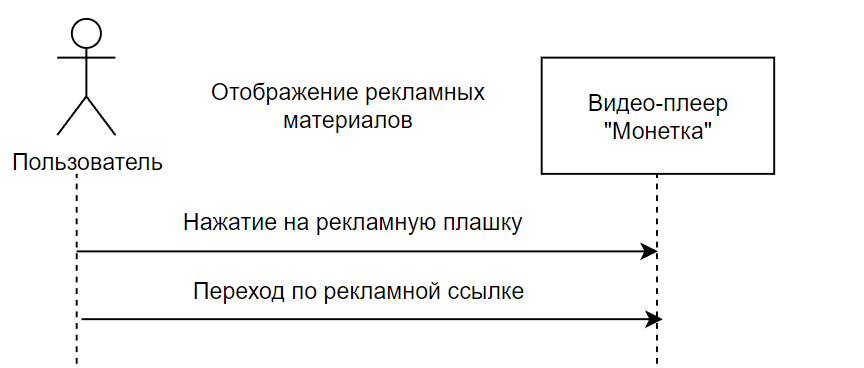 Отображение рекламных
материалов
Видео-плеер
"Монетка"
Пользователь
Нажатие на рекламную плашку
Переход по рекламной ссылке